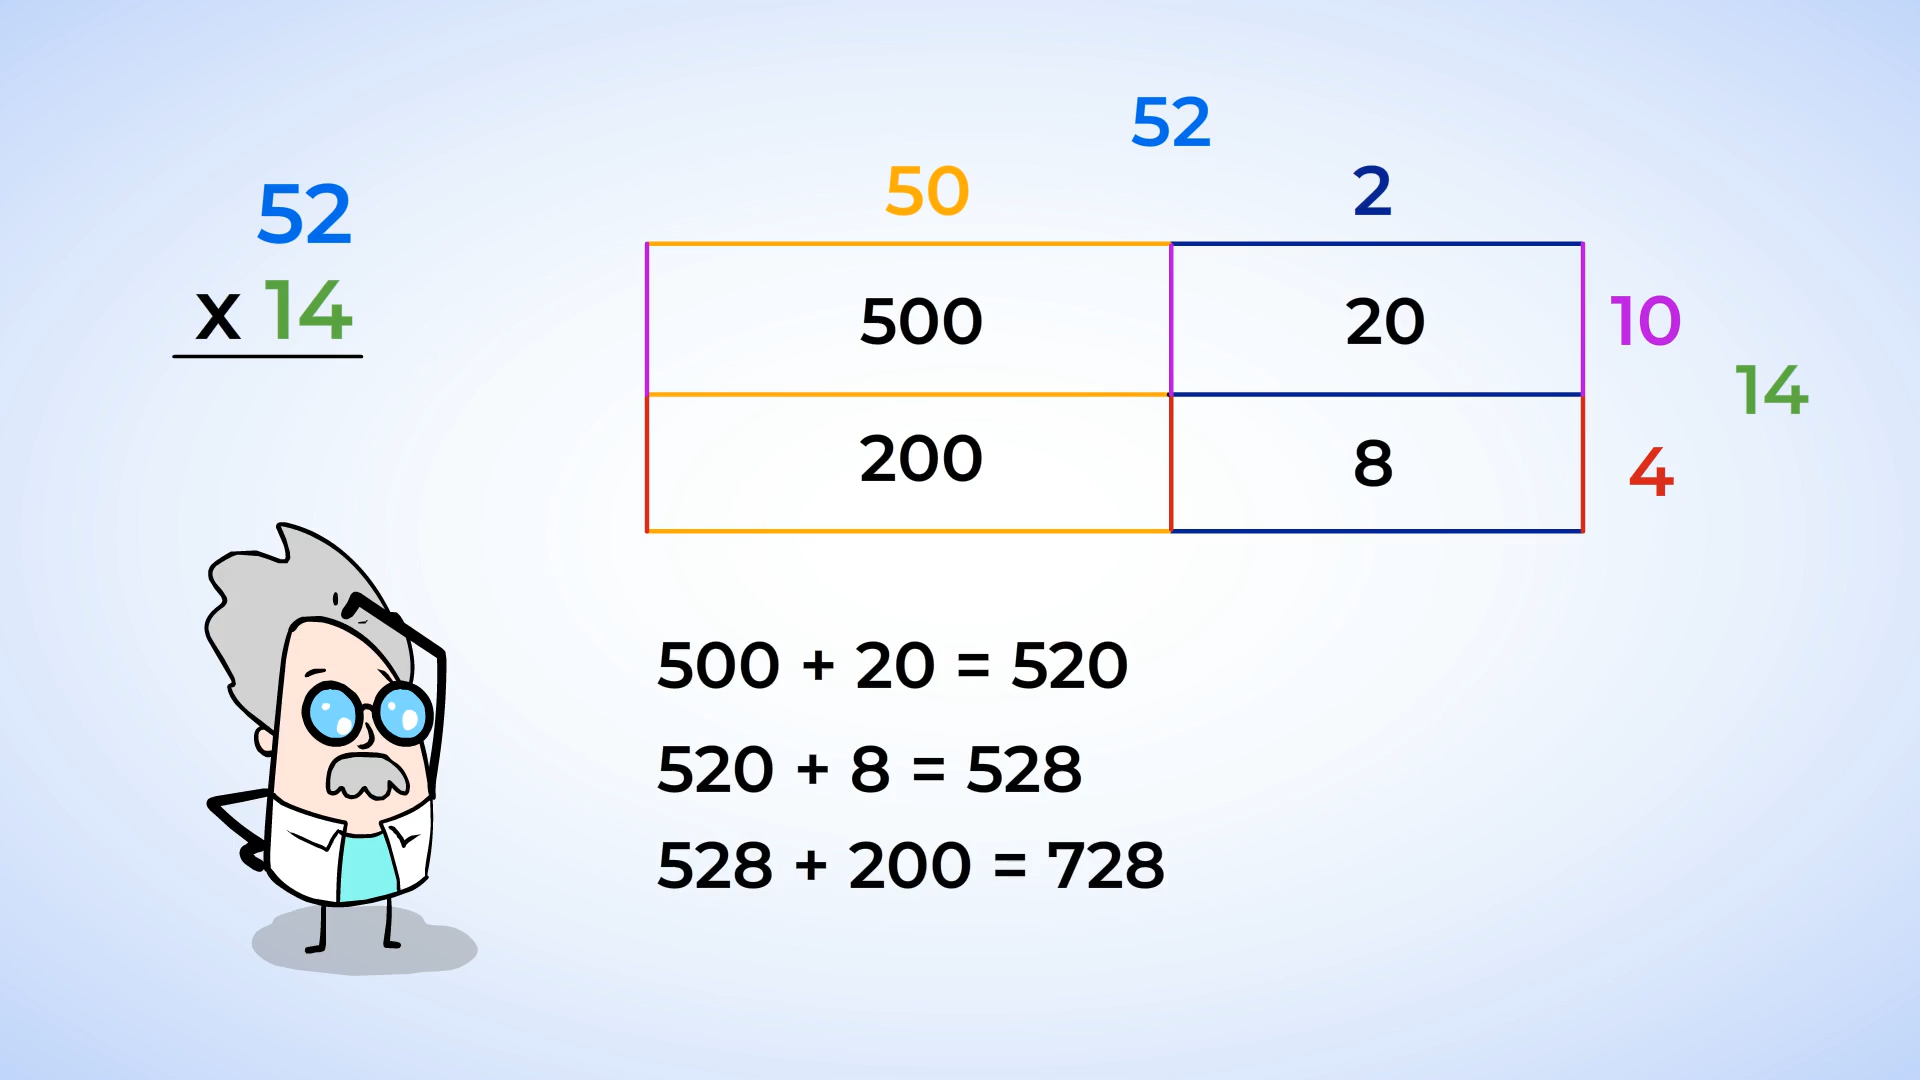 52
x 14
52
50 2
500 20 10
14
200 8 4
500 + 20 = 520
520 + 8 = 528
528 + 200 = 728